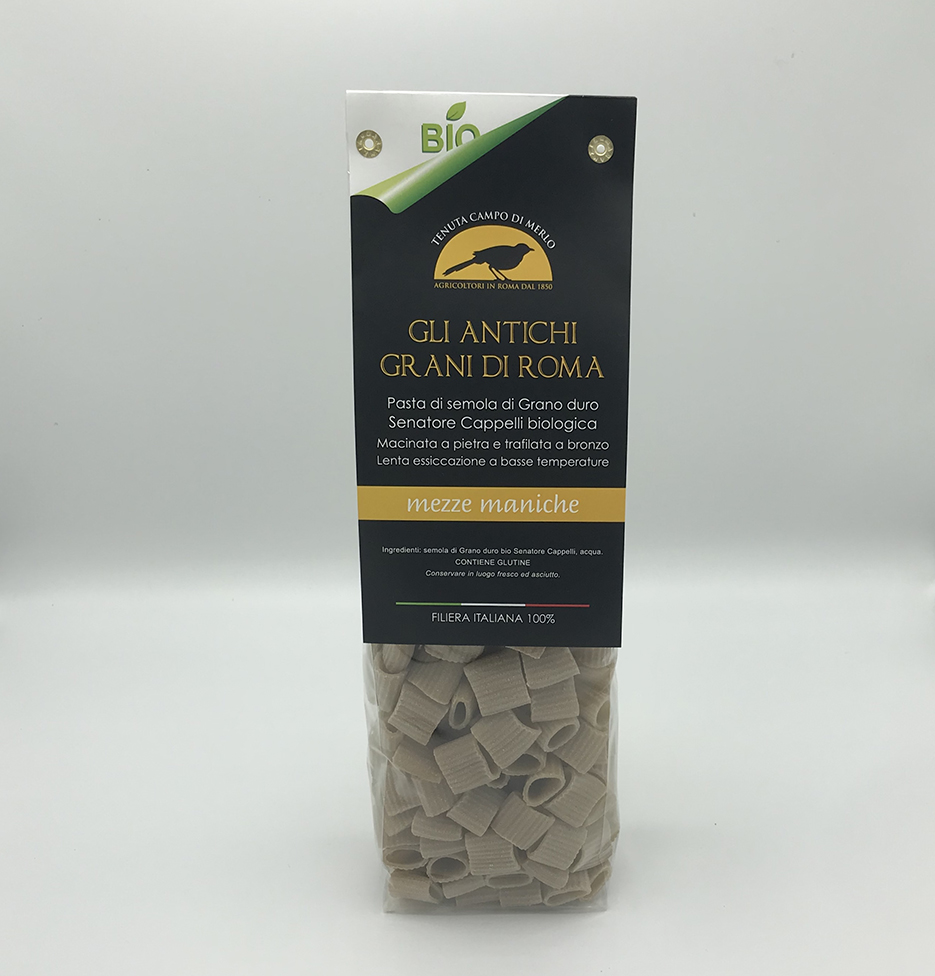 BIO
TENUTA CAMPO DI MERLO
AGRICOLTORI IN ROMA DAL 1850
GLI ANTICHI
GRANI DI ROMA
Pasta di semola di Grano duro
Senatore Cappelli biologica
Macinata a pietra e trafilata a bronzo
Lenta essiccazione a basse temperature
mezze maniche
Ingredienti: semola di Grano duro bio Senatore Cappelli, acqua.
CONTIENE GLUTINE
Conservare in luogo fresco ed asciutto.
FILIERA ITALIANA 100%